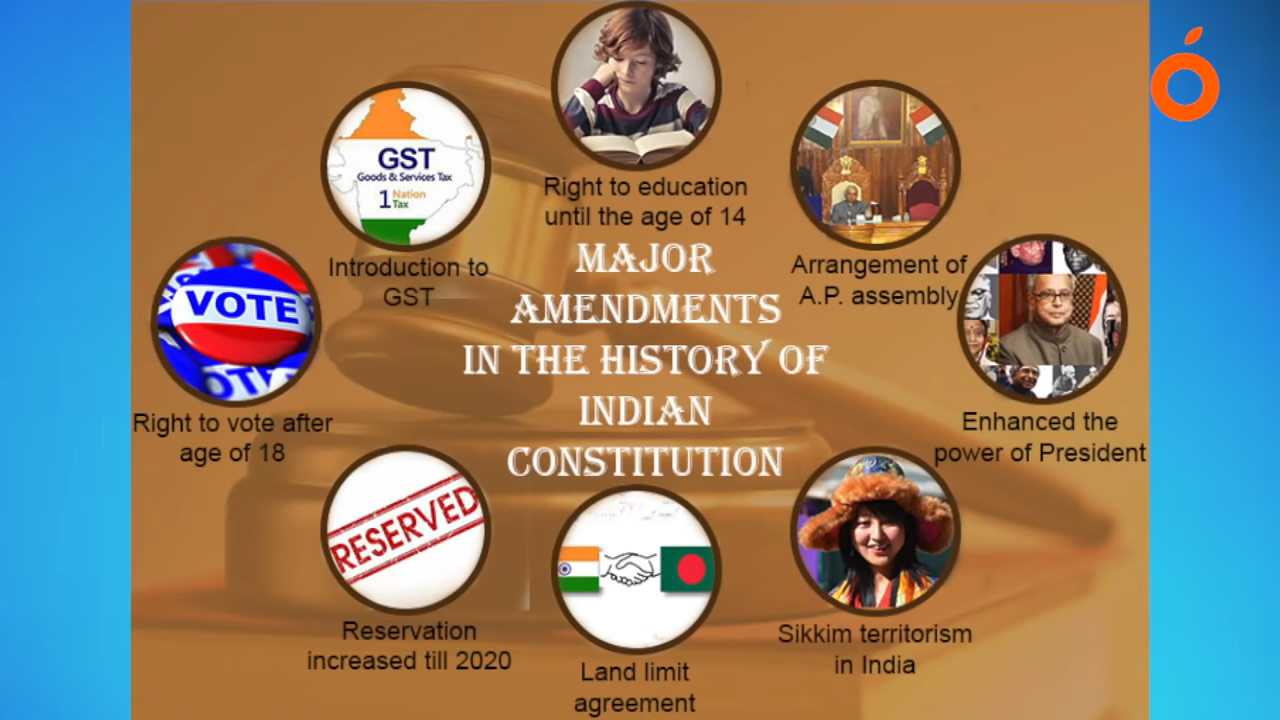 Right to education
until the age of 14
GST
Goods & Services Tax
1 Nation
Tax
Introduction to
GST
Arrangement of
A.P. assembly
MAJOR
AMENDMENTS
IN THE HISTORY OF
INDIAN
CONSTITUTION
VOTE
Right to vote after
age of 18
Enhanced the
power of President
RESERVED
Reservation
increased till 2020
Land limit
agreement
Sikkim territorism
in India